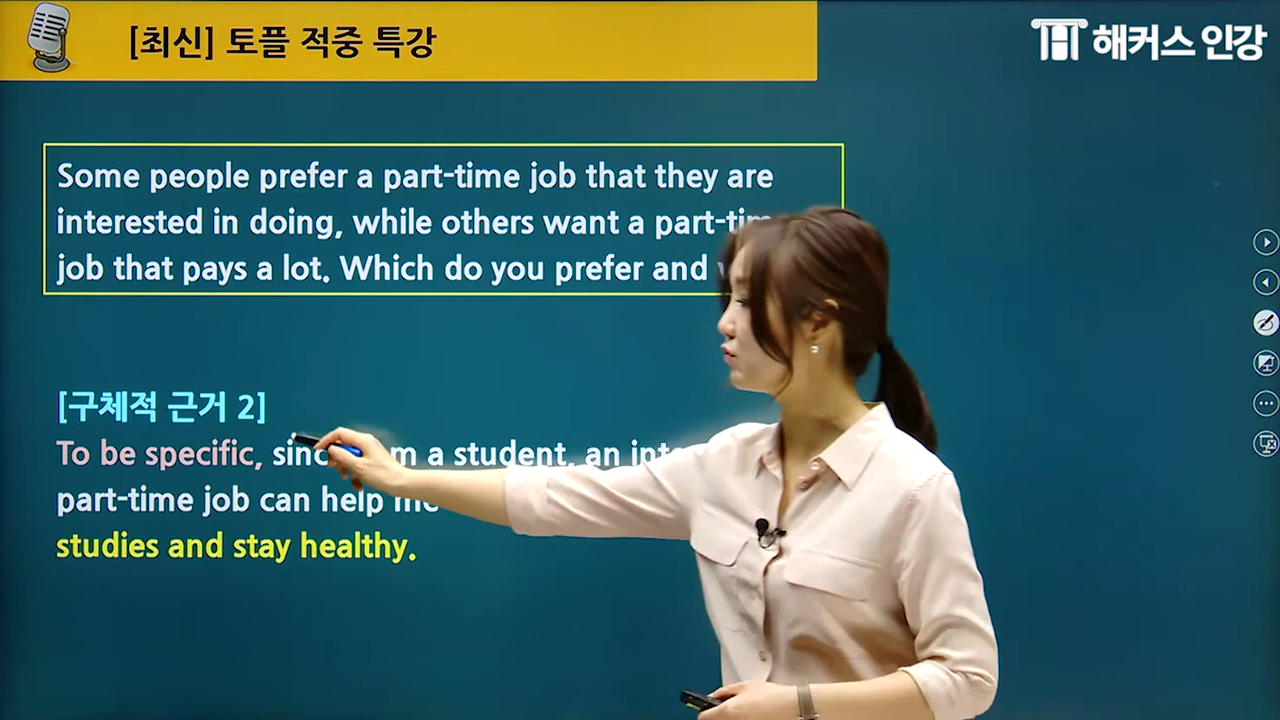 [최신] 토플 적중 특강
해커스 인강
Some people prefer a part-time job that they are
interested in doing, while others want a part-time
job that pays a lot. Which do you prefer and
[구체적 근거 2]
To be specific, a student, an
part-time job can help me
studies and stay healthy.